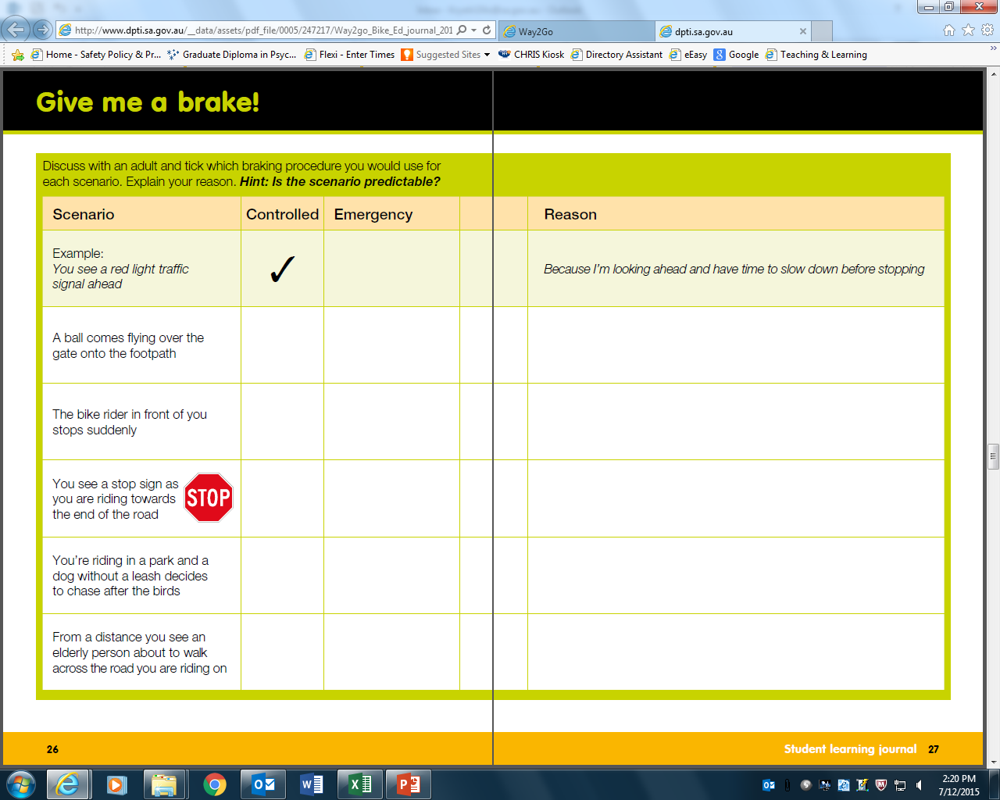 http://www.dpti.sa.gov.au/__data/assets/pdf_file/0005/247217/Way2go_Bike_Ed_journal_201
Way2Go
dpti.sa.gov.au
Home - Safety Policy & Pr...
Graduate Diploma in Psyc...
Flexi - Enter Times
Suggested Sites
CHRIS Kiosk
Directory Assistant
eEasy
Google
Teaching & Learning
Give me a brake!
Discuss with an adult and tick which braking procedure you would use for
each scenario. Explain your reason. Hint: Is the scenario predictable?
Scenario
Controlled
Emergency
Reason
Example:
You see a red light traffic
signal ahead
Because I'm looking ahead and have time to slow down before stopping
A ball comes flying over the
gate onto the footpath
The bike rider in front of you
stops suddenly
You see a stop sign as
you are riding towards
the end of the road
STOP
You're riding in a park and a
dog without a leash decides
to chase after the birds
From a distance you see an
elderly person about to walk
across the road you are riding on
26
Student learning journal 27
2:20 PM
7/12/2015